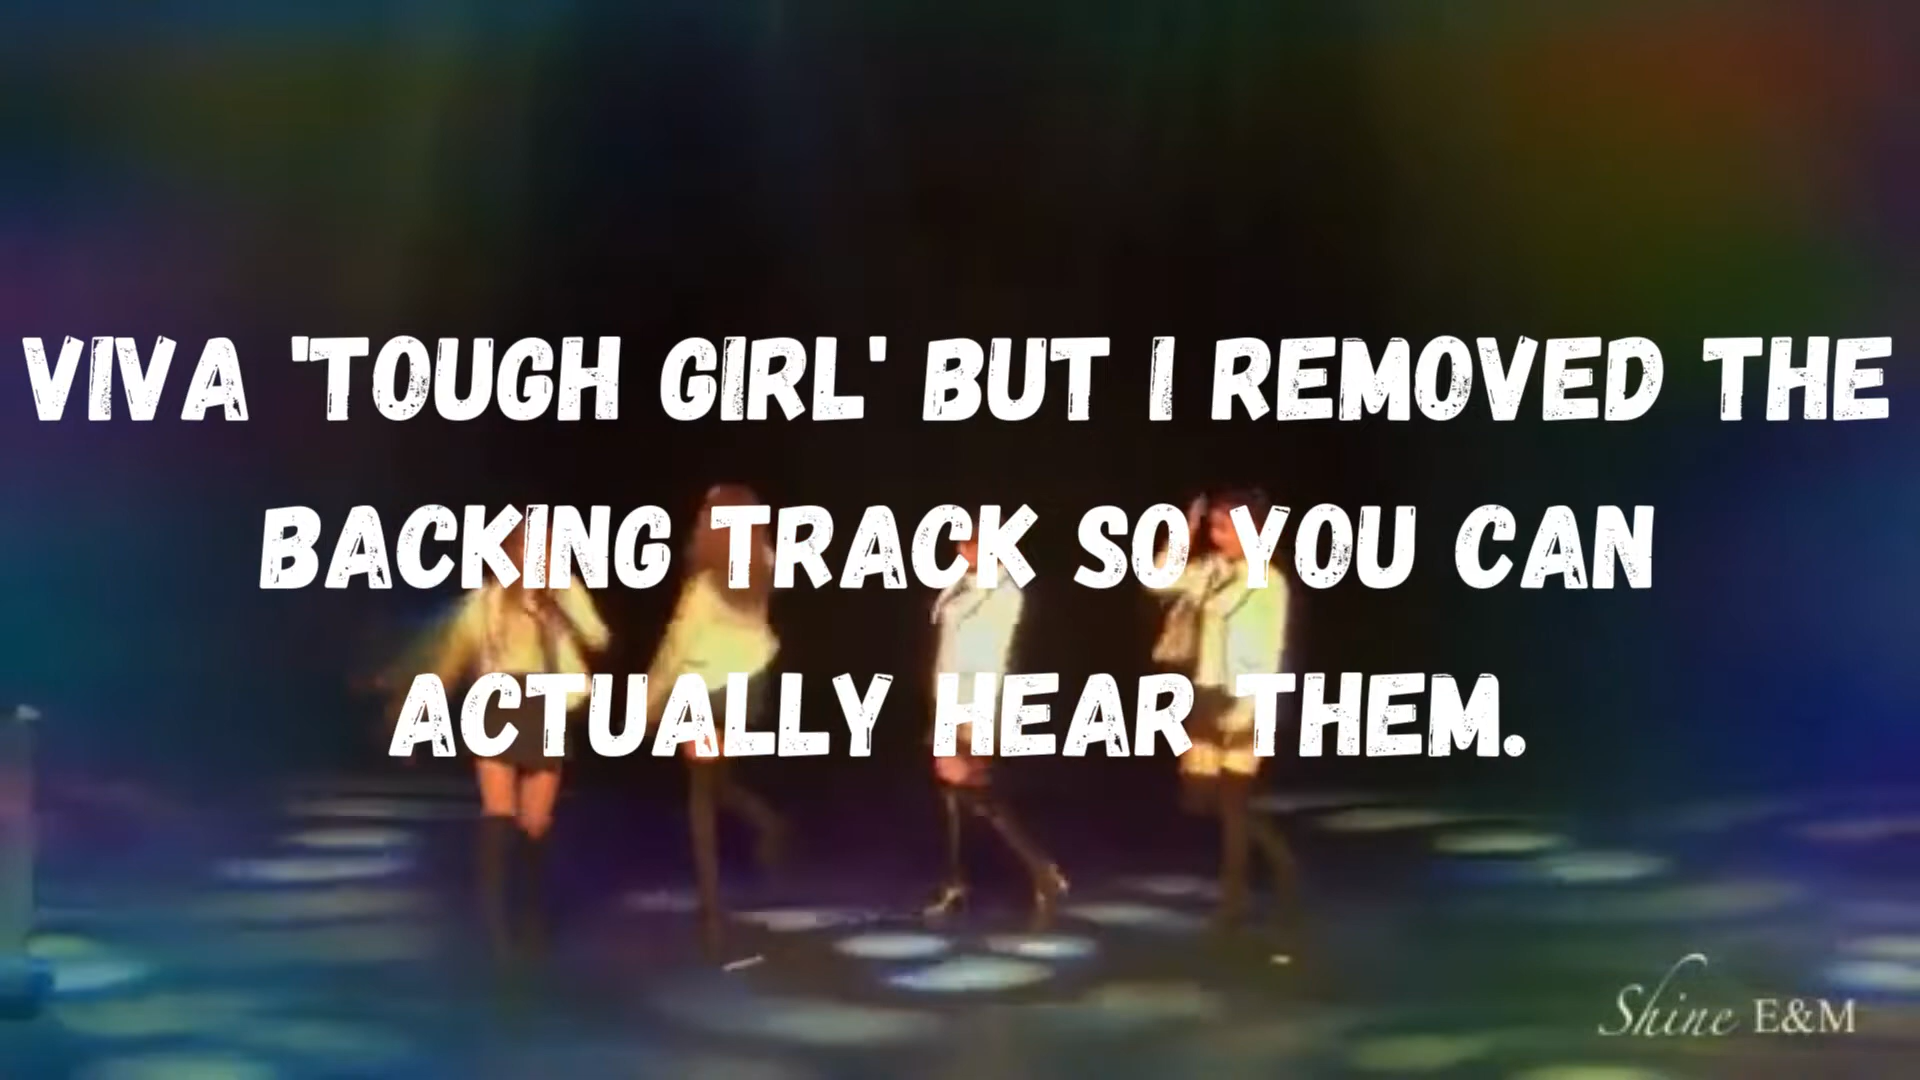 VIVA 'TOUGH GIRL' BUT I REMOVED THE
BACKING TRACK SO YOU CAN
ACTUALLY HEAR THEM.
Shine E&M